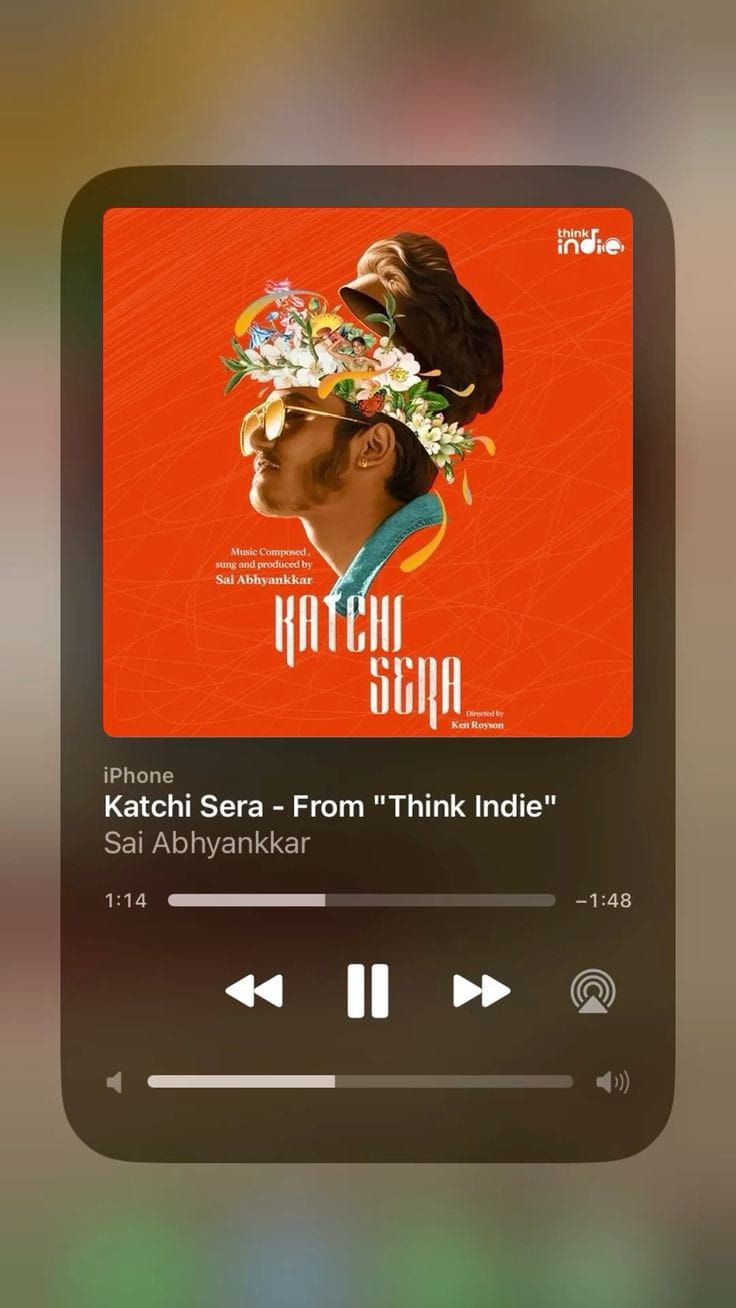 think
indie
Music Composed,
sung and produced by
Sai Abhyankkar
KATCHI
SERA
Directed by
Ken Royson
iPhone
Katchi Sera - From "Think Indie"
Sai Abhyankkar
1:14
−1:48